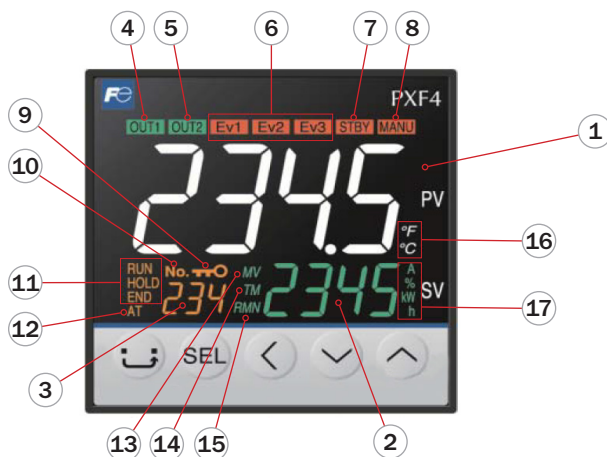 4 5 6 7 8
9
Fe PXF4
OUT1 OUT2 Ev1 Ev2 Ev3 STBY MANU
1
10
234.5
PV
°F
°C
16
11
RUN
HOLD
END
AT
No.
234
MV
TM
RMN
2345
A
%
kW
h
SV
17
12
SEL
3
13 14 15 2